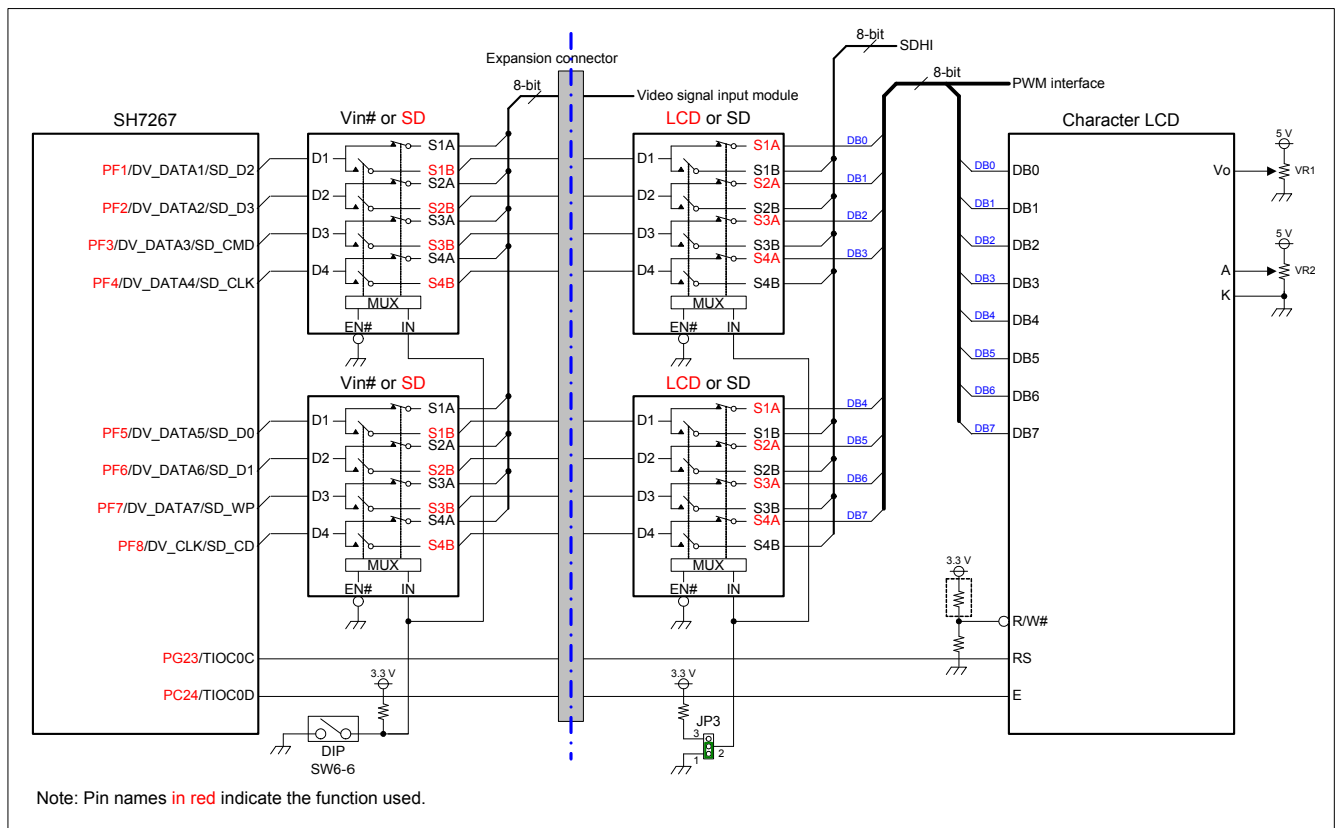 8-bit
SDHI
Expansion connector
8-bit
PWM interface
8-bit
Video signal input module
SH7267
Vin# or SD
LCD or SD
Character LCD
PF1/DV_DATA1/SD_D2
PF2/DV_DATA2/SD_D3
PF3/DV_DATA3/SD_CMD
PF4/DV_DATA4/SD_CLK
D1
D2
D3
D4
S1A
S1B
S2A
S2B
S3A
S3B
S4A
S4B
MUX
EN#
IN
D1
D2
D3
D4
S1A
S1B
S2A
S2B
S3A
S3B
S4A
S4B
MUX
EN#
IN
DB0
DB1
DB2
DB3
DB0
DB1
DB2
DB3
DB4
DB5
DB6
DB7
DB0
DB1
DB2
DB3
DB4
DB5
DB6
DB7
Vo
5 V
VR1
5 V
A
VR2
K
Vin# or SD
LCD or SD
PF5/DV_DATA5/SD_D0
PF6/DV_DATA6/SD_D1
PF7/DV_DATA7/SD_WP
PF8/DV_CLK/SD_CD
D1
D2
D3
D4
S1A
S1B
S2A
S2B
S3A
S3B
S4A
S4B
MUX
EN#
IN
D1
D2
D3
D4
S1A
S1B
S2A
S2B
S3A
S3B
S4A
S4B
MUX
EN#
IN
DB4
DB5
DB6
DB7
3.3 V
R/W#
PG23/TIOC0C
RS
PC24/TIOC0D
E
3.3 V
DIP
SW6-6
3.3 V
JP3
3
2
1
Note: Pin names in red indicate the function used.